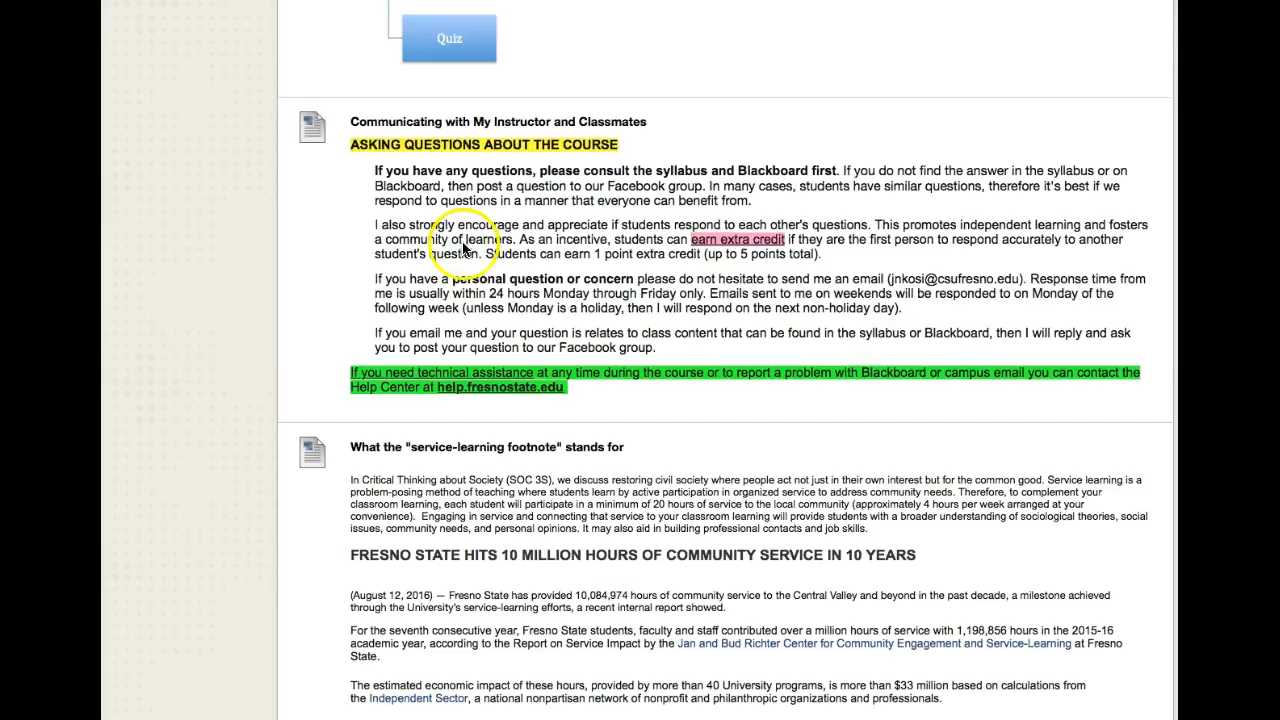 Quiz
Communicating with My Instructor and Classmates
ASKING QUESTIONS ABOUT THE COURSE
If you have any questions, please consult the syllabus and Blackboard first. If you do not find the answer in the syllabus or on
Blackboard, then post a question to our Facebook group. In many cases, students have similar questions, therefore it's best if we
respond to questions in a manner that everyone can benefit from.
I also strongly encourage and appreciate if students respond to each other's questions. This promotes independent learning and fosters
a community of learners. As an incentive, students can earn extra credit if they are the first person to respond accurately to another
student's question. Students can earn 1 point extra credit (up to 5 points total).
If you have a personal question or concern please do not hesitate to send me an email (jnkosi@csufresno.edu). Response time from
me is usually within 24 hours Monday through Friday only. Emails sent to me on weekends will be responded to on Monday of the
following week (unless Monday is a holiday, then I will respond on the next non-holiday day).
If you email me and your question is relates to class content that can be found in the syllabus or Blackboard, then I will reply and ask
you to post your question to our Facebook group.
If you need technical assistance at any time during the course or to report a problem with Blackboard or campus email you can contact the
Help Center at help.fresnostate.edu
What the "service-learning footnote" stands for
In Critical Thinking about Society (SOC 3S), we discuss restoring civil society where people act not just in their own interest but for the common good. Service learning is a
problem-posing method of teaching where students learn by active participation in organized service to address community needs. Therefore, to complement your
classroom learning, each student will participate in a minimum of 20 hours of service to the local community (approximately 4 hours per week arranged at your
convenience). Engaging in service and connecting that service to your classroom learning will provide students with a broader understanding of sociological theories, social
issues, community needs, and personal opinions. It may also aid in building professional contacts and job skills.
FRESNO STATE HITS 10 MILLION HOURS OF COMMUNITY SERVICE IN 10 YEARS
(August 12, 2016) — Fresno State has provided 10,084,974 hours of community service to the Central Valley and beyond in the past decade, a milestone achieved
through the University's service-learning efforts, a recent internal report showed.
For the seventh consecutive year, Fresno State students, faculty and staff contributed over a million hours of service with 1,198,856 hours in the 2015-16
academic year, according to the Report on Service Impact by the Jan and Bud Richter Center for Community Engagement and Service-Learning at Fresno
State.
The estimated economic impact of these hours, provided by more than 40 University programs, is more than $33 million based on calculations from
the Independent Sector, a national nonpartisan network of nonprofit and philanthropic organizations and professionals.